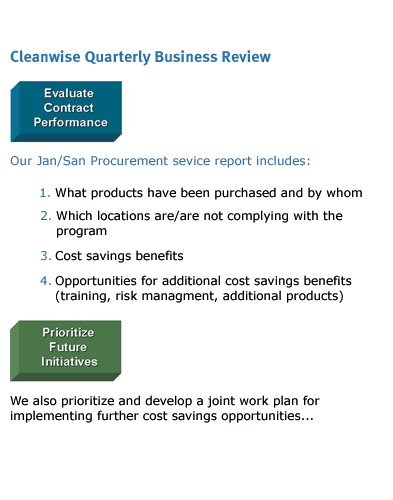 Cleanwise Quarterly Business Review
Evaluate
Contract
Performance
Our Jan/San Procurement sevice report includes:
1. What products have been purchased and by whom
2. Which locations are/are not complying with the
program
3. Cost savings benefits
4. Opportunities for additional cost savings benefits
(training, risk managment, additional products)
Prioritize
Future
Initiatives
We also prioritize and develop a joint work plan for
implementing further cost savings opportunities...